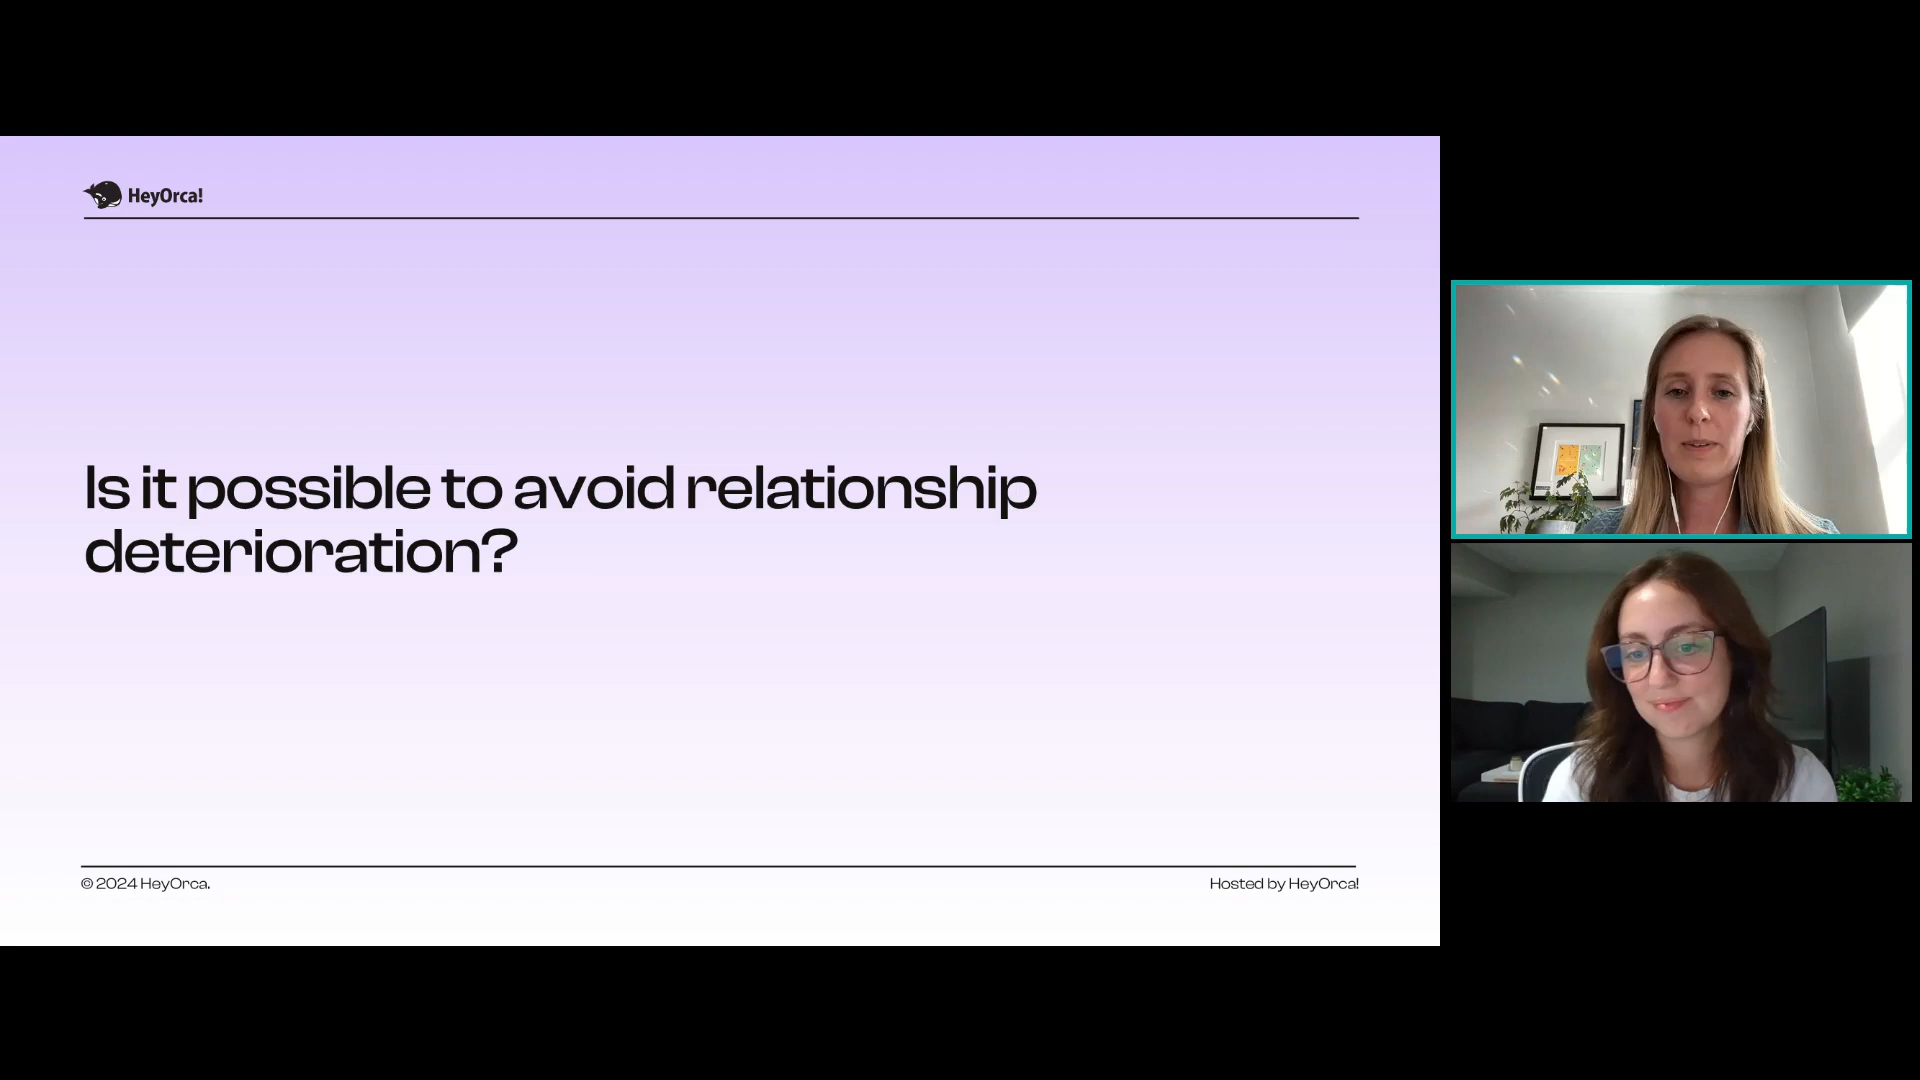 HeyOrca!
Is it possible to avoid relationship
deterioration?
© 2024 HeyOrca.
Hosted by HeyOrca!